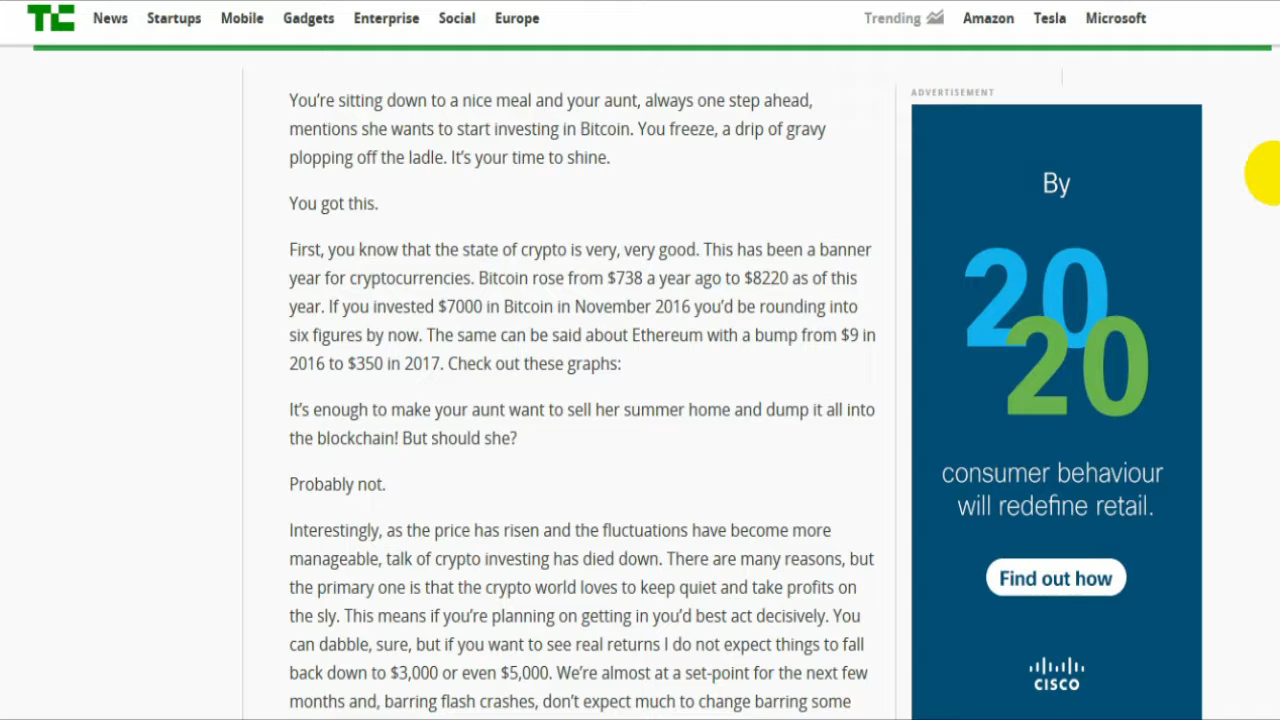 TC News Startups Mobile Gadgets Enterprise Social Europe Trending Amazon Tesla Microsoft
You’re sitting down to a nice meal and your aunt, always one step ahead,
mentions she wants to start investing in Bitcoin. You freeze, a drip of gravy
plopping off the ladle. It’s your time to shine.
You got this.
First, you know that the state of crypto is very, very good. This has been a banner
year for cryptocurrencies. Bitcoin rose from $738 a year ago to $8220 as of this
year. If you invested $7000 in Bitcoin in November 2016 you’d be rounding into
six figures by now. The same can be said about Ethereum with a bump from $9 in
2016 to $350 in 2017. Check out these graphs:
It’s enough to make your aunt want to sell her summer home and dump it all into
the blockchain! But should she?
Probably not.
Interestingly, as the price has risen and the fluctuations have become more
manageable, talk of crypto investing has died down. There are many reasons, but
the primary one is that the crypto world loves to keep quiet and take profits on
the sly. This means if you’re planning on getting in you’d best act decisively. You
can dabble, sure, but if you want to see real returns I do not expect things to fall
back down to $3,000 or even $5,000. We’re almost at a set-point for the next few
months and, barring flash crashes, don’t expect much to change barring some
ADVERTISEMENT
By
20
20
consumer behaviour
will redefine retail.
Find out how
CISCO